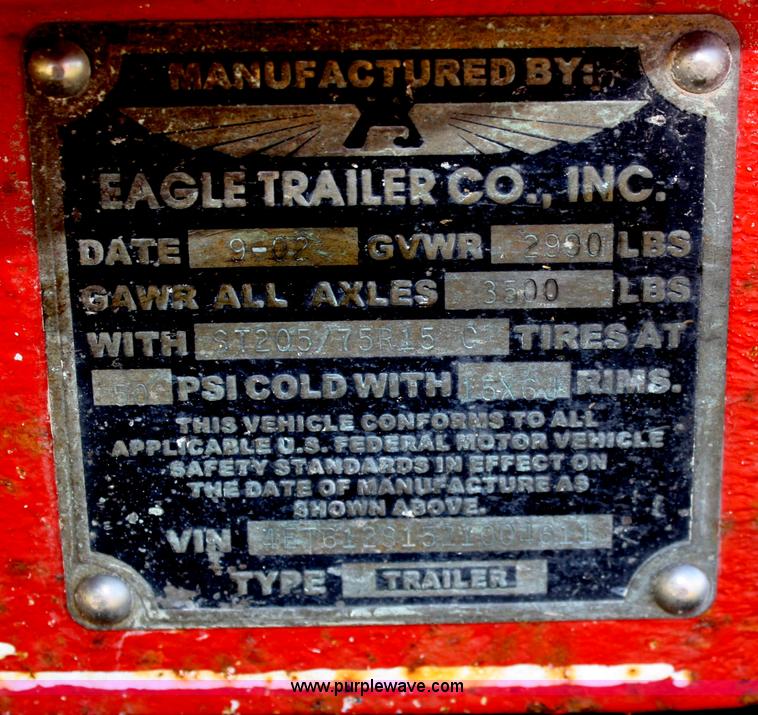 MANUFACTURED BY:
EAGLE TRAILER CO., INC.
DATE 9-02 GVWR 2990 LBS
GAWR ALL AXLES 3500 LBS
WITH ST205/75R15 C TIRES AT
50 PSI COLD WITH 15X6J RIMS.
THIS VEHICLE CONFORMS TO ALL
APPLICABLE U.S. FEDERAL MOTOR VEHICLE
SAFETY STANDARDS IN EFFECT ON
THE DATE OF MANUFACTURE AS
SHOWN ABOVE.
VIN
TYPE TRAILER
www.purplewave.com